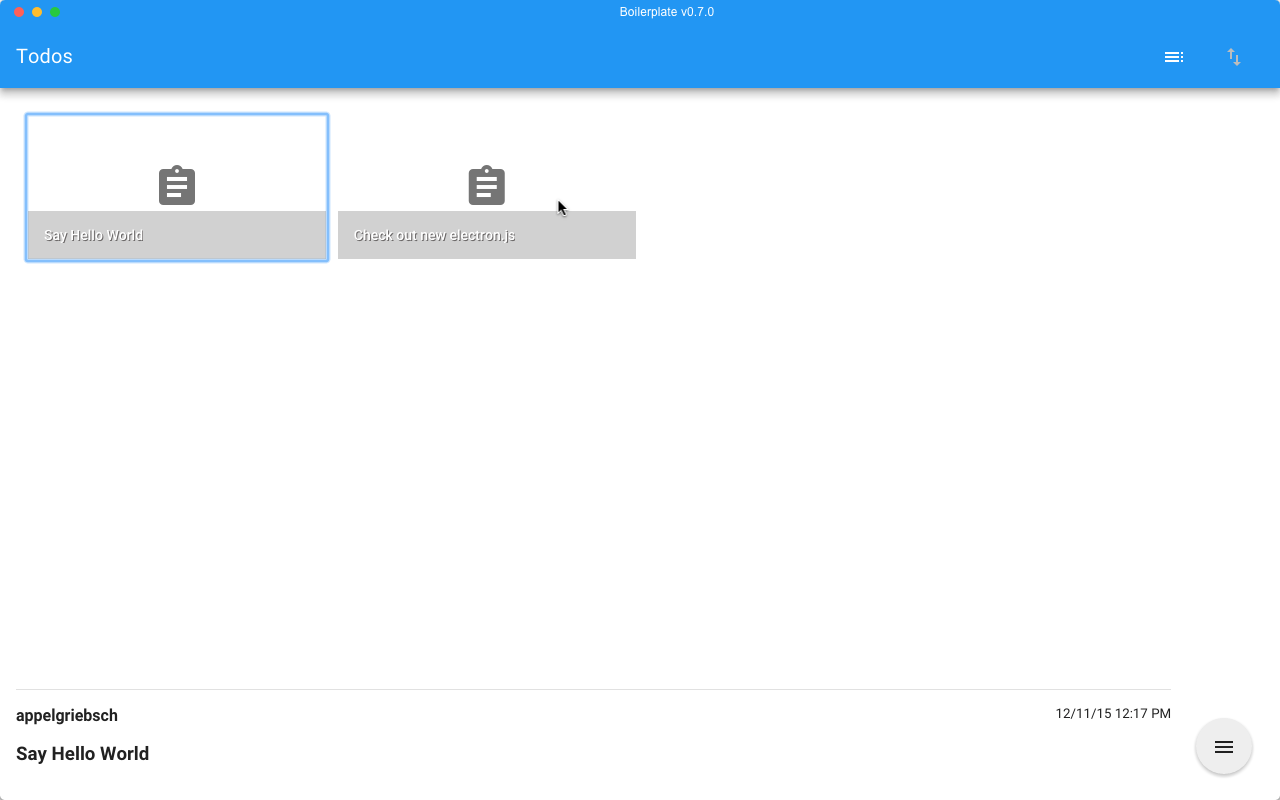 Boilerplate v0.7.0
Todos
Say Hello World
Check out new electron.js
appelgriebsch
12/11/15 12:17 PM
Say Hello World